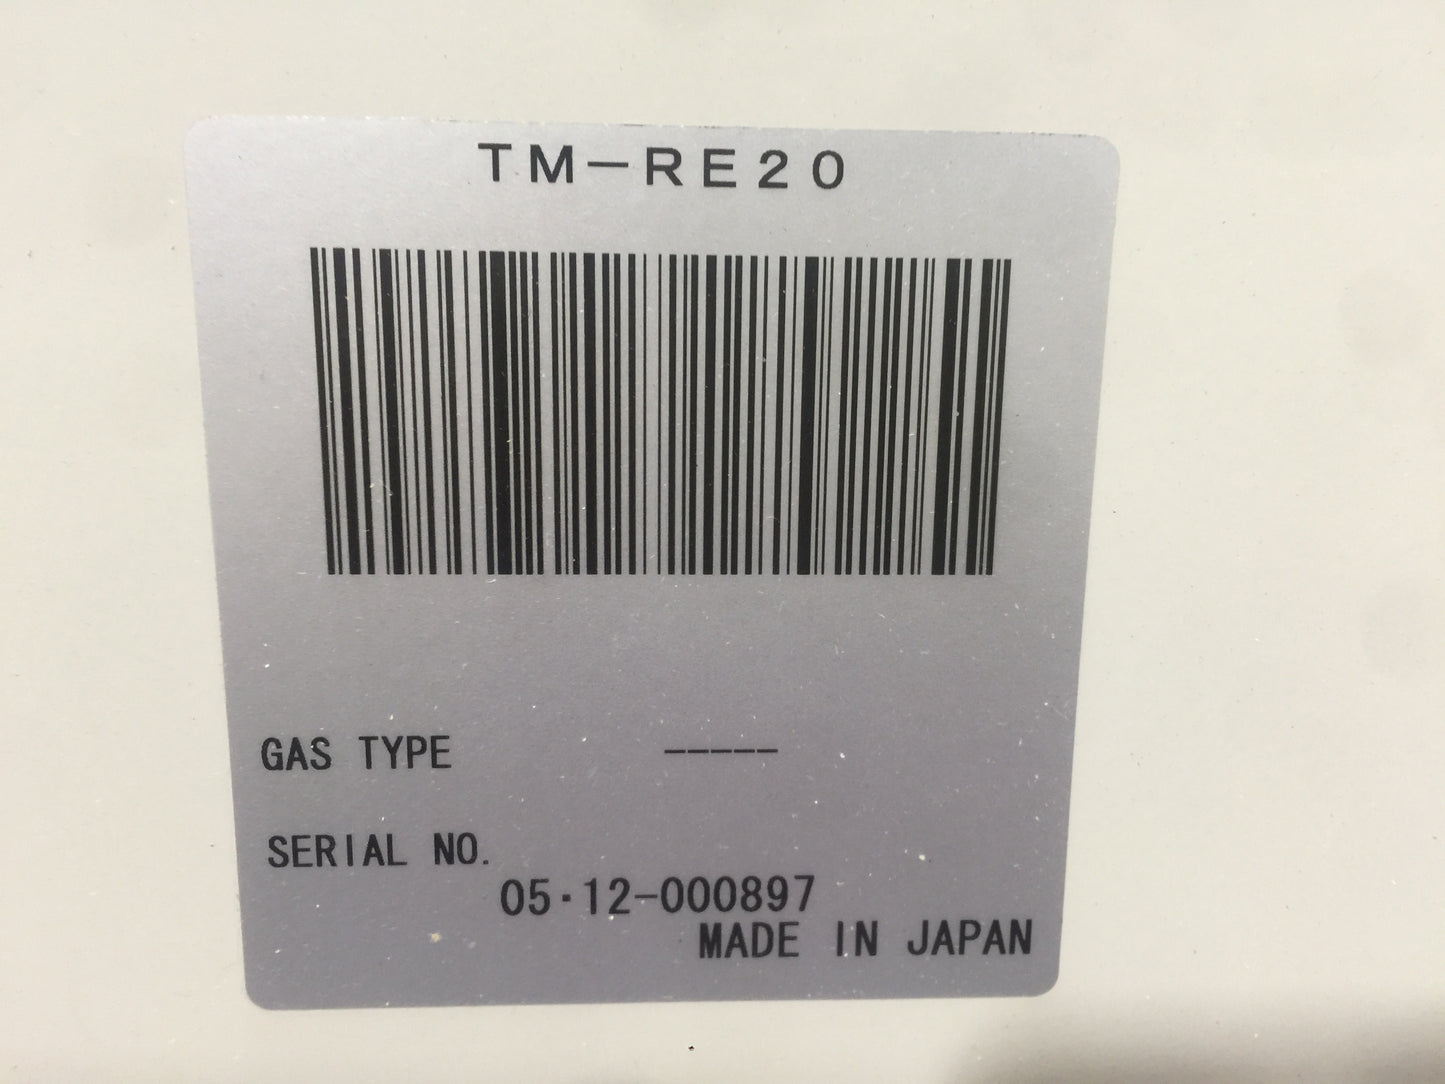 TM-RE20
GAS TYPE -----
SERIAL NO.
05·12-000897
MADE IN JAPAN